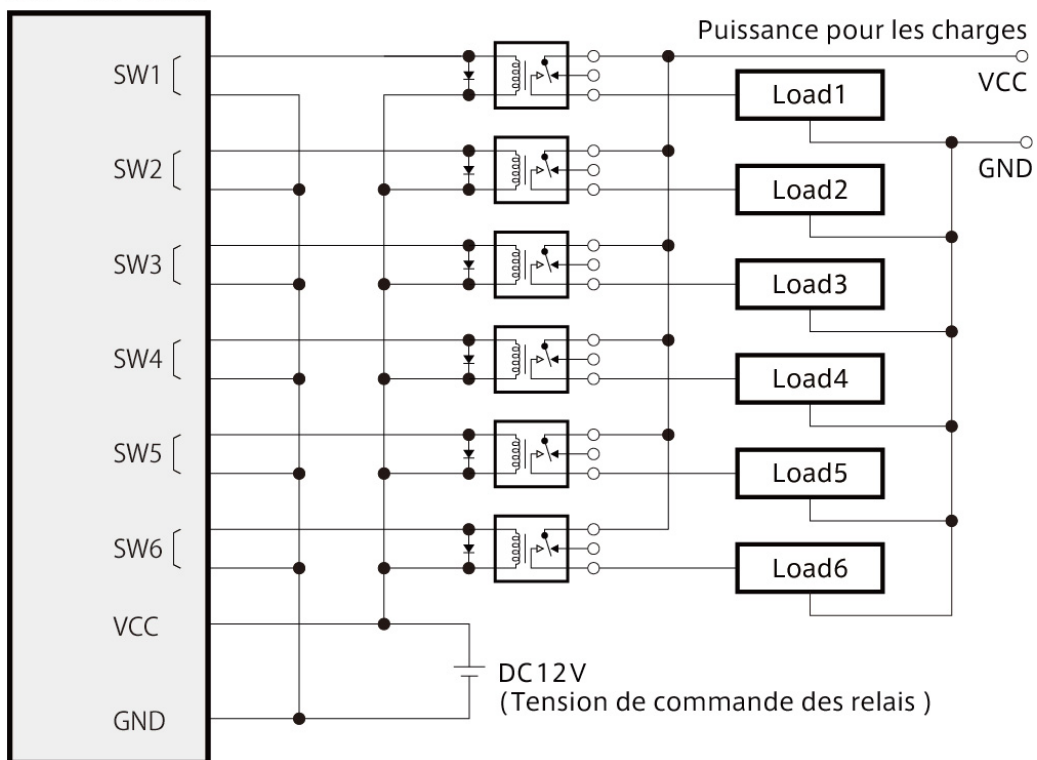 Puissance pour les charges
SW1
VCC
Load1
SW2
GND
Load2
SW3
Load3
SW4
Load4
SW5
Load5
SW6
Load6
VCC
DC12V
(Tension de commande des relais )
GND